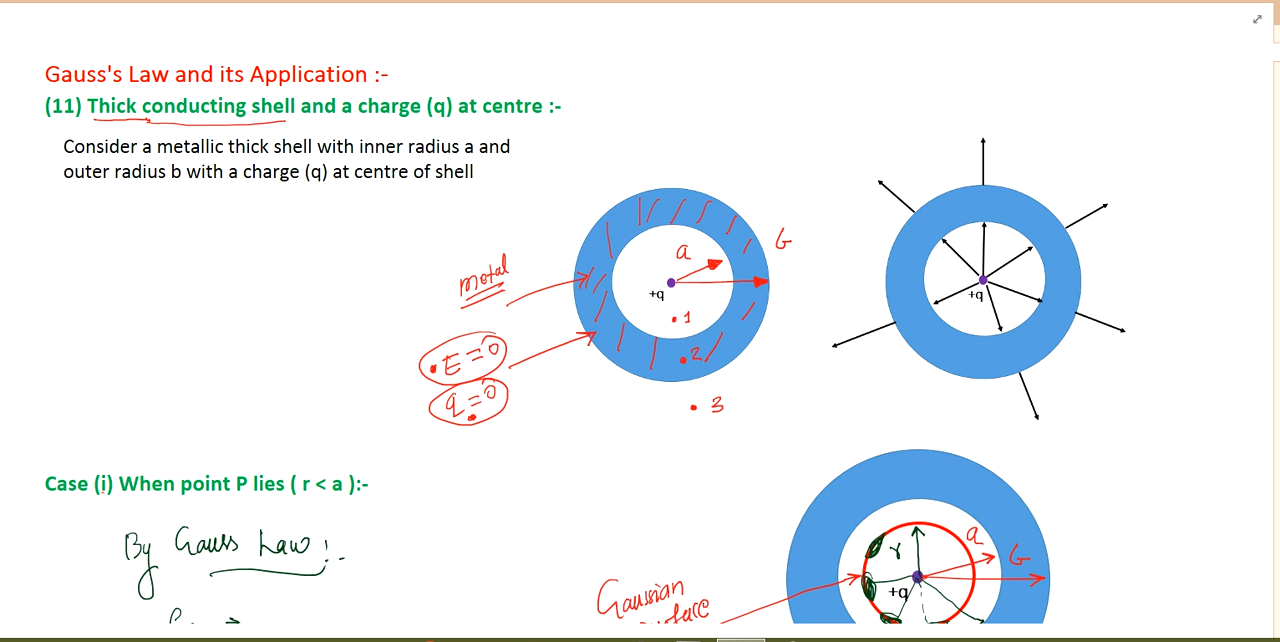 Gauss's Law and its Application :-
(11) Thick conducting shell and a charge (q) at centre :-
Consider a metallic thick shell with inner radius a and
outer radius b with a charge (q) at centre of shell
metal
E=0
q=0
a
b
+q
.1
.2
.3
+q
Case (i) When point P lies ( r < a ):-
By Gauss Law :-
Gaussian
r
a
b
+q